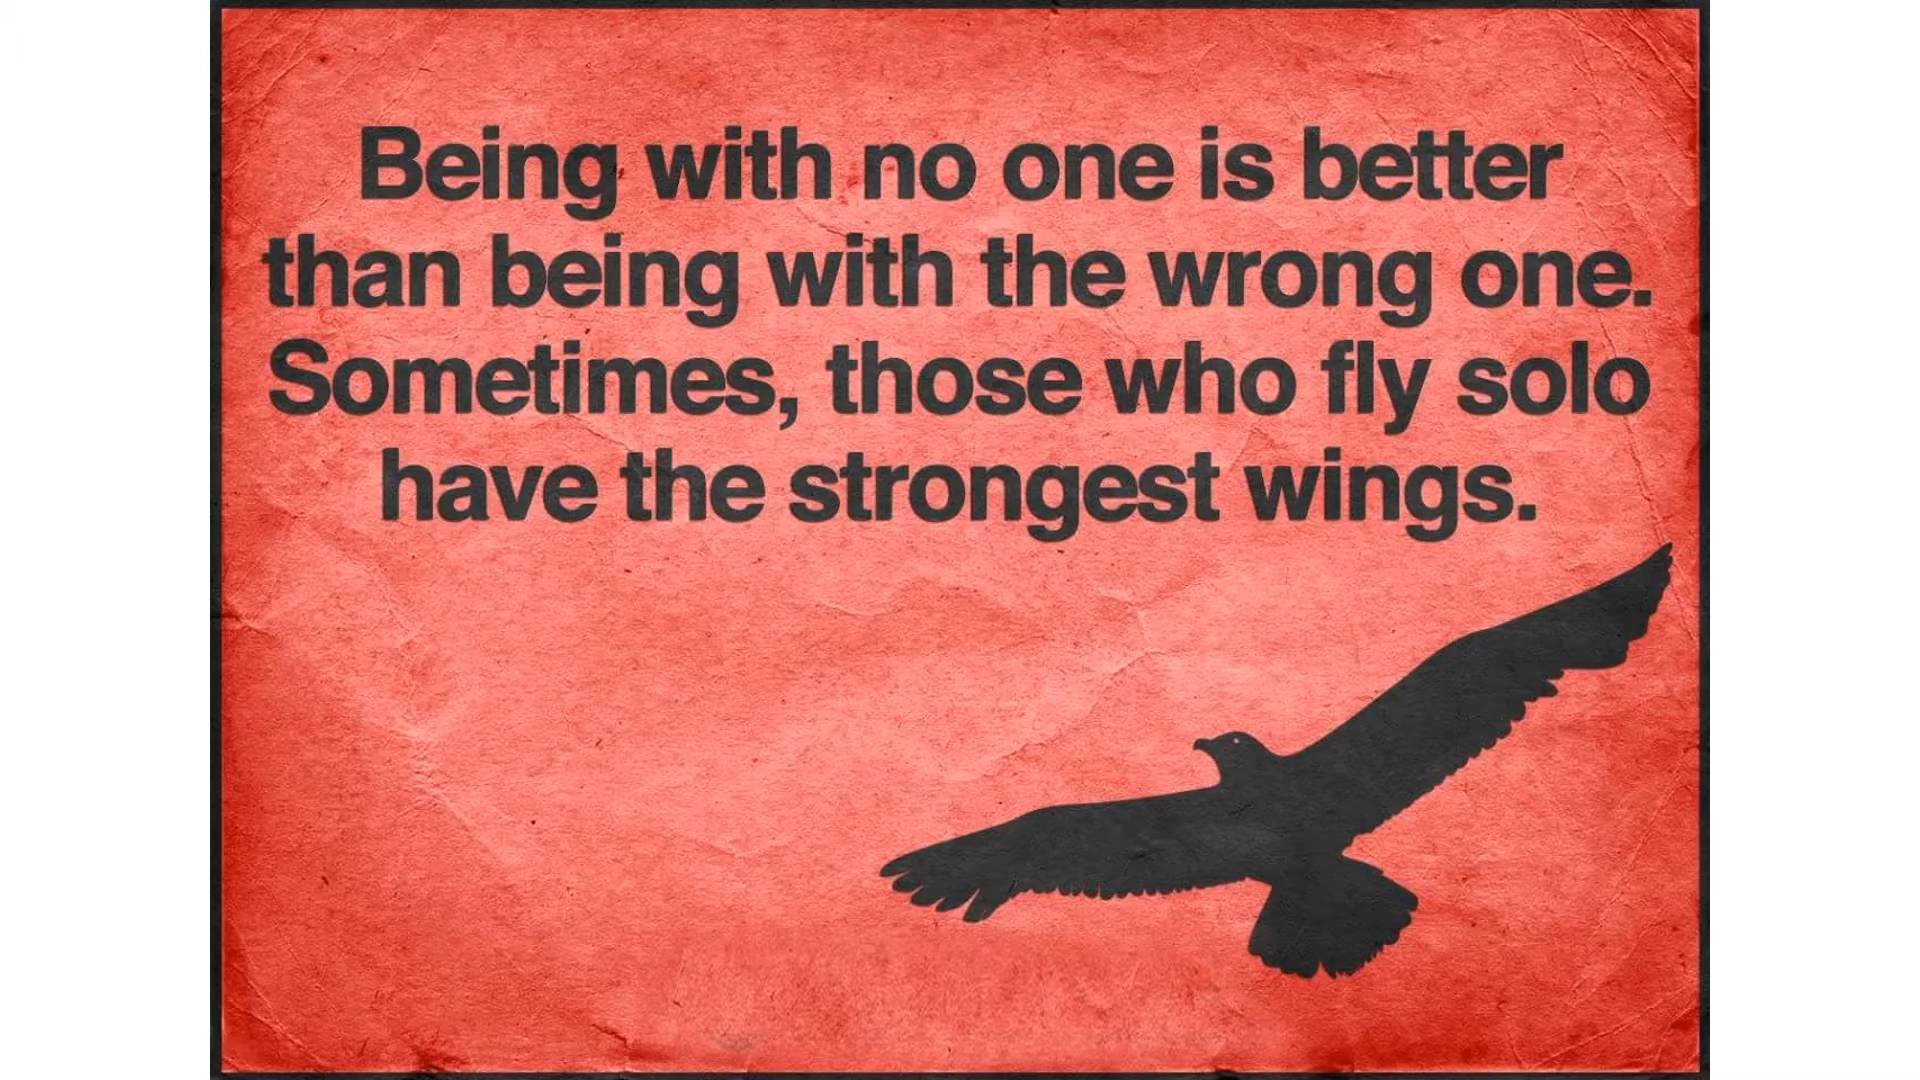 Being with no one is better
than being with the wrong one.
Sometimes, those who fly solo
have the strongest wings.